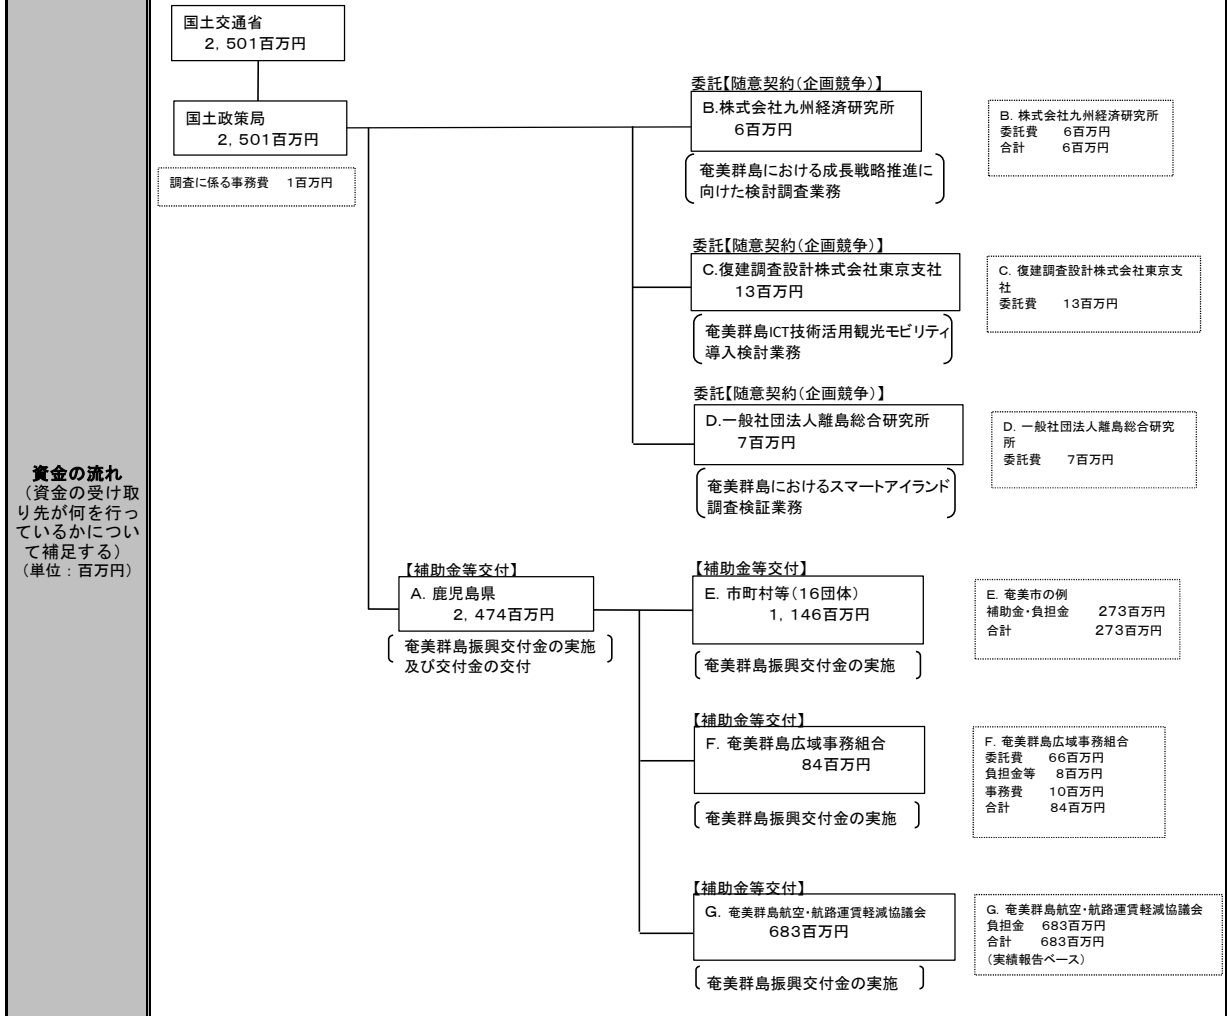 資金の流れ
（資金の受け取
り先が何を行っ
ているかについ
て補足する）
（単位：百万円）
国土交通省
2，501百万円
国土政策局
2，501百万円
調査に係る事務費　1百万円
委託【随意契約（企画競争）】
B.株式会社九州経済研究所
6百万円
奄美群島における成長戦略推進に
向けた検討調査業務
B. 株式会社九州経済研究所
委託費　6百万円
合計　6百万円
委託【随意契約（企画競争）】
C.復建調査設計株式会社東京支社
13百万円
奄美群島ICT技術活用観光モビリティ
導入検討業務
C. 復建調査設計株式会社東京支
社
委託費　13百万円
委託【随意契約（企画競争）】
D.一般社団法人離島総合研究所
7百万円
奄美群島におけるスマートアイランド
調査検証業務
D. 一般社団法人離島総合研究
所
委託費　7百万円
【補助金等交付】
A. 鹿児島県
2，474百万円
奄美群島振興交付金の実施
及び交付金の交付
【補助金等交付】
E. 市町村等（16団体）
1，146百万円
奄美群島振興交付金の実施
E. 奄美市の例
補助金・負担金　273百万円
合計　273百万円
【補助金等交付】
F. 奄美群島広域事務組合
84百万円
奄美群島振興交付金の実施
F. 奄美群島広域事務組合
委託費　66百万円
負担金等　8百万円
事務費　10百万円
合計　84百万円
【補助金等交付】
G. 奄美群島航空・航路運賃軽減協議会
683百万円
奄美群島振興交付金の実施
G. 奄美群島航空・航路運賃軽減協議会
負担金　683百万円
合計　683百万円
（実績報告ベース）